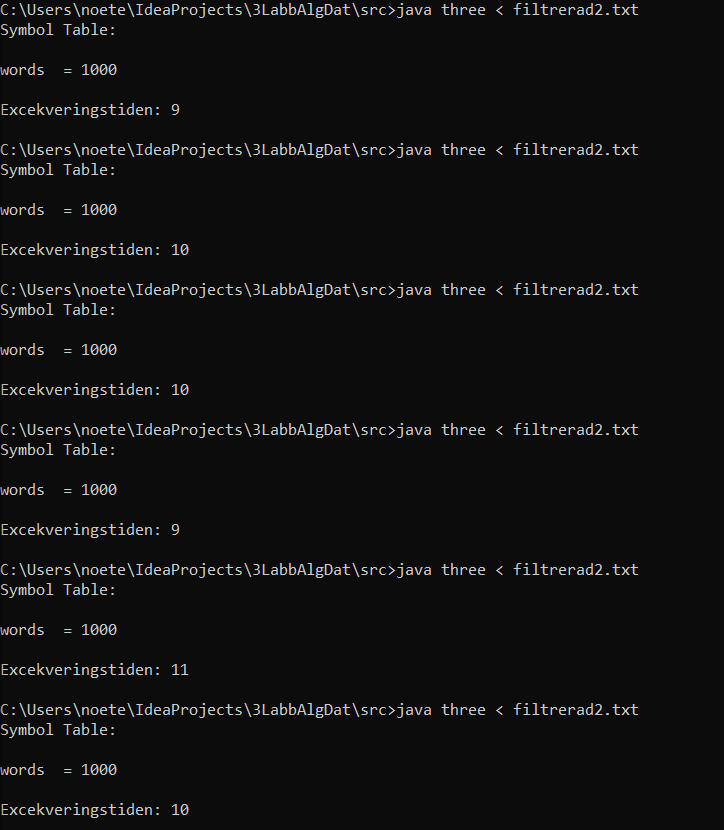 C:\Users\noete\IdeaProjects\3LabbAlgDat\src>java three < filtrerad2.txt
Symbol Table:
words  = 1000
Excekveringstiden: 9
C:\Users\noete\IdeaProjects\3LabbAlgDat\src>java three < filtrerad2.txt
Symbol Table:
words  = 1000
Excekveringstiden: 10
C:\Users\noete\IdeaProjects\3LabbAlgDat\src>java three < filtrerad2.txt
Symbol Table:
words  = 1000
Excekveringstiden: 10
C:\Users\noete\IdeaProjects\3LabbAlgDat\src>java three < filtrerad2.txt
Symbol Table:
words  = 1000
Excekveringstiden: 9
C:\Users\noete\IdeaProjects\3LabbAlgDat\src>java three < filtrerad2.txt
Symbol Table:
words  = 1000
Excekveringstiden: 11
C:\Users\noete\IdeaProjects\3LabbAlgDat\src>java three < filtrerad2.txt
Symbol Table:
words  = 1000
Excekveringstiden: 10